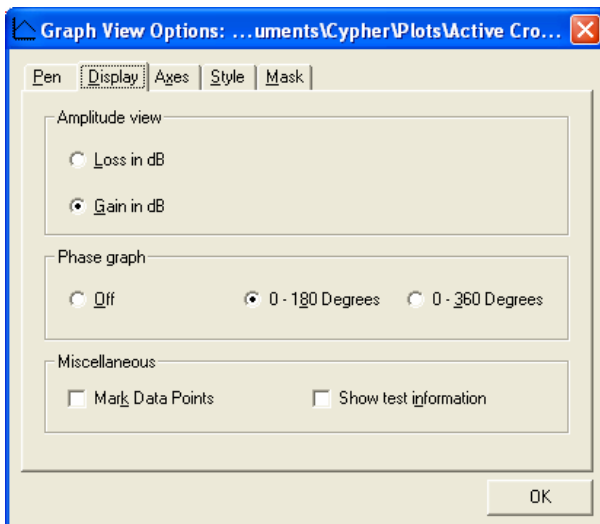 Graph View Options: ...uments\Cypher\Plots\Active Cro...
Pen Display Axes Style Mask
Amplitude view
Loss in dB
Gain in dB
Phase graph
Off 0 - 180 Degrees 0 - 360 Degrees
Miscellaneous
Mark Data Points Show test information
OK